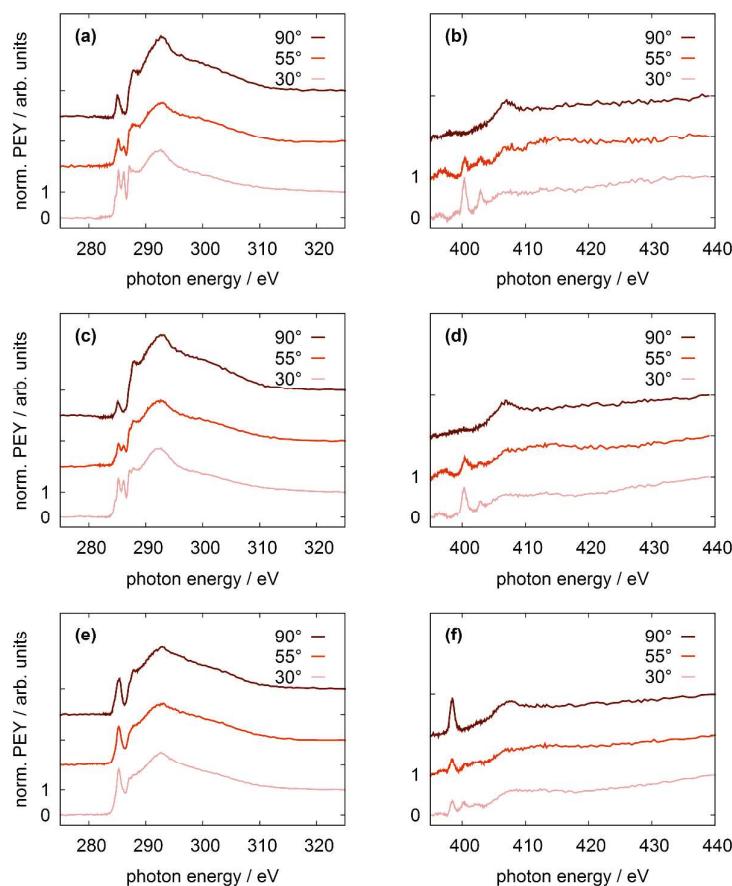 (a)
90°
55°
30°
norm. PEY / arb. units
1
0
280 290 300 310 320
photon energy / eV
(b)
90°
55°
30°
1
0
400 410 420 430 440
photon energy / eV
(c)
90°
55°
30°
norm. PEY / arb. units
1
0
280 290 300 310 320
photon energy / eV
(d)
90°
55°
30°
1
0
400 410 420 430 440
photon energy / eV
(e)
90°
55°
30°
norm. PEY / arb. units
1
0
280 290 300 310 320
photon energy / eV
(f)
90°
55°
30°
1
0
400 410 420 430 440
photon energy / eV